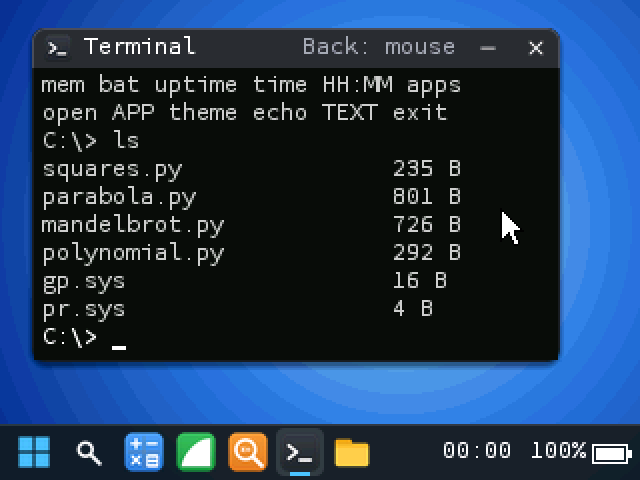 Terminal Back: mouse
mem bat uptime time HH:MM apps
open APP theme echo TEXT exit
C:\> ls
squares.py 235 B
parabola.py 801 B
mandelbrot.py 726 B
polynomial.py 292 B
gp.sys 16 B
pr.sys 4 B
C:\> _
00:00 100%